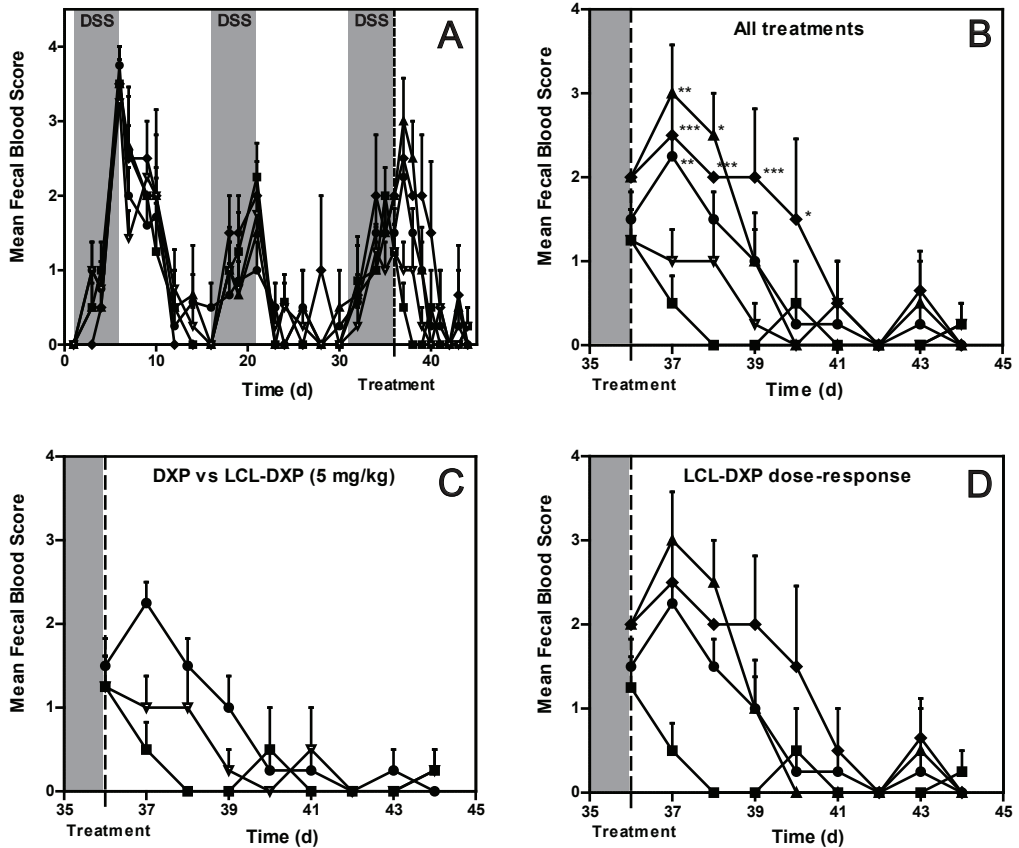 DSS DSS DSS A
Mean Fecal Blood Score
4
3
2
1
0
0 10 20 30 40
Treatment
Time (d)
All treatments B
Mean Fecal Blood Score
4
3
2
1
0
**
*
***
**
***
***
*
35 37 39 41 43 45
Treatment
Time (d)
DXP vs LCL-DXP (5 mg/kg) C
Mean Fecal Blood Score
4
3
2
1
0
35 37 39 41 43 45
Treatment
Time (d)
LCL-DXP dose-response D
Mean Fecal Blood Score
4
3
2
1
0
35 37 39 41 43 45
Treatment
Time (d)